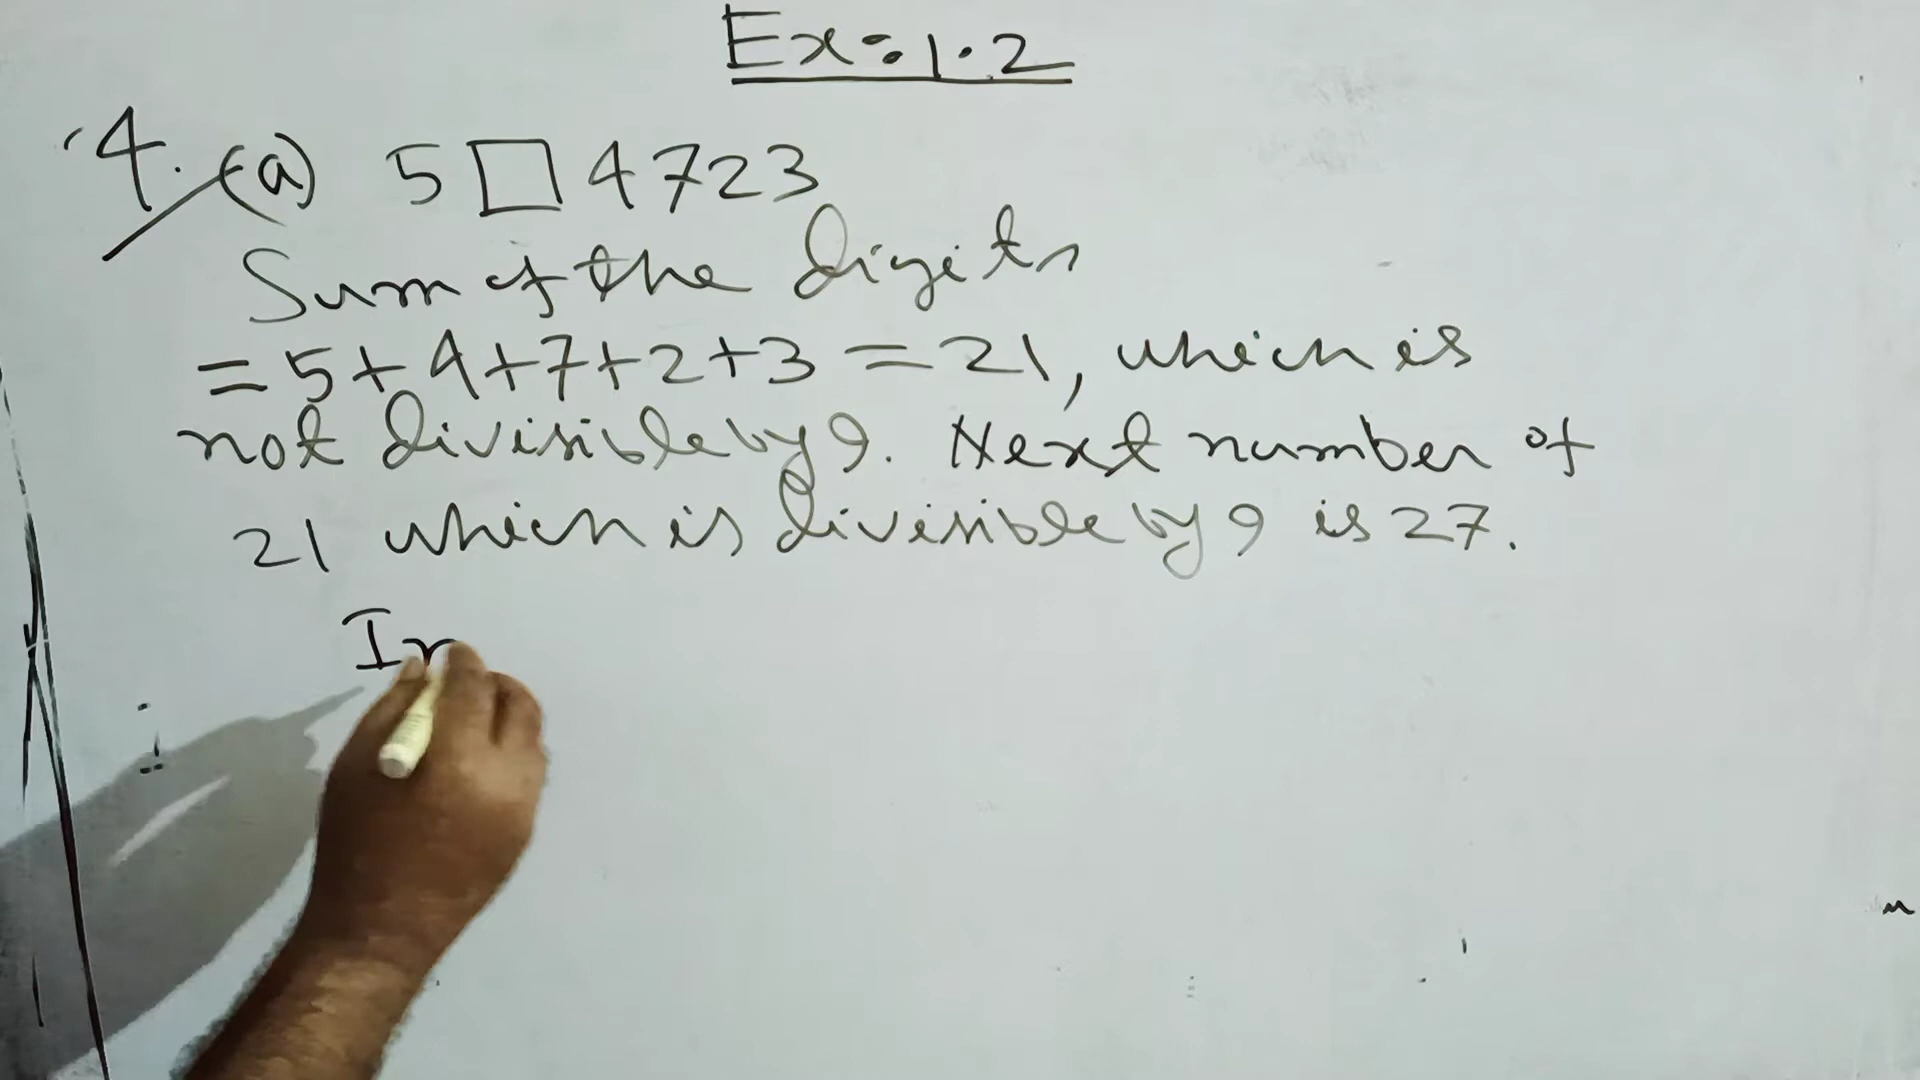 Ex:- 1.2
4. (a) 5□4723
Sum of the digits
= 5+4+7+2+3 = 21, which is
not divisible by 9. Next number of
21 which is divisible by 9 is 27.
In